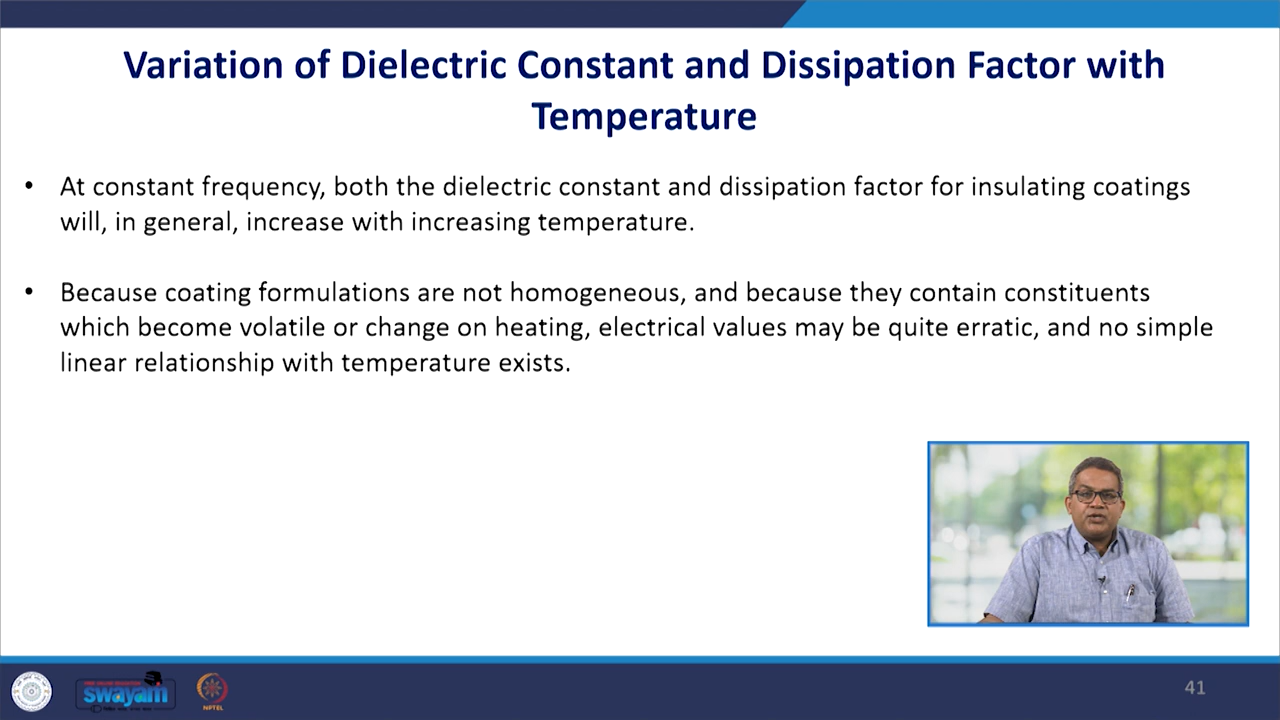 Variation of Dielectric Constant and Dissipation Factor with
Temperature
• At constant frequency, both the dielectric constant and dissipation factor for insulating coatings
will, in general, increase with increasing temperature.
• Because coating formulations are not homogeneous, and because they contain constituents
which become volatile or change on heating, electrical values may be quite erratic, and no simple
linear relationship with temperature exists.
swayam
NPTEL
41